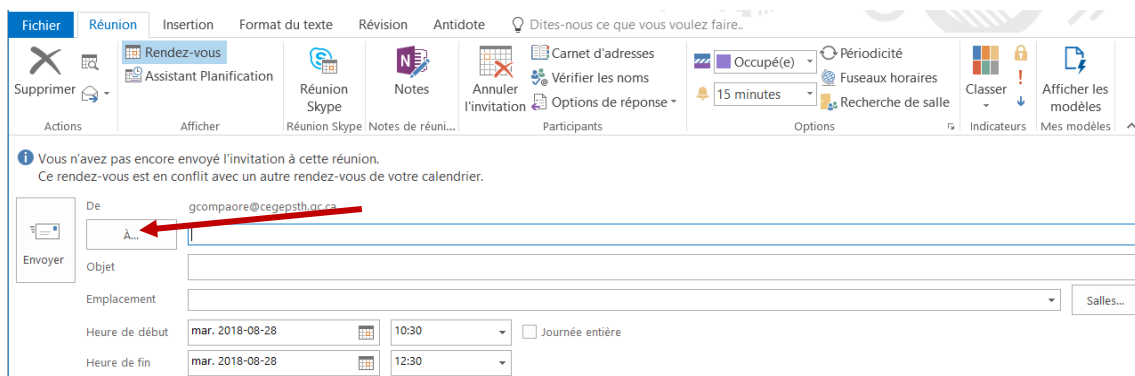 Fichier Réunion Insertion Format du texte Révision Antidote Dites-nous ce que vous voulez faire..
Supprimer
Actions
Rendez-vous
Assistant Planification
Afficher
Réunion
Skype
Réunion Skype
Notes
Notes de réuni...
Annuler
l'invitation
Carnet d'adresses
Vérifier les noms
Options de réponse
Participants
Occupé(e)
15 minutes
Périodicité
Fuseaux horaires
Recherche de salle
Options
Classer
Indicateurs
Afficher les
modèles
Mes modèles
Vous n'avez pas encore envoyé l'invitation à cette réunion.
Ce rendez-vous est en conflit avec un autre rendez-vous de votre calendrier.
Envoyer
De gcompaore@cegepsth.qc.ca
À...
Objet
Emplacement Salles...
Heure de début mar. 2018-08-28 10:30 Journée entière
Heure de fin mar. 2018-08-28 12:30